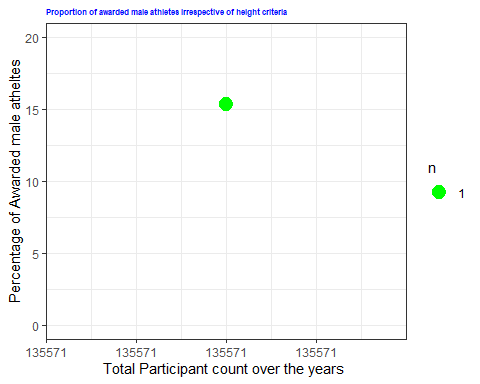 Proportion of awarded male athletes irrespective of height criteria
20
15
10
5
0
Percentage of Awarded male atheltes
n
1
135571 135571 135571 135571
Total Participant count over the years